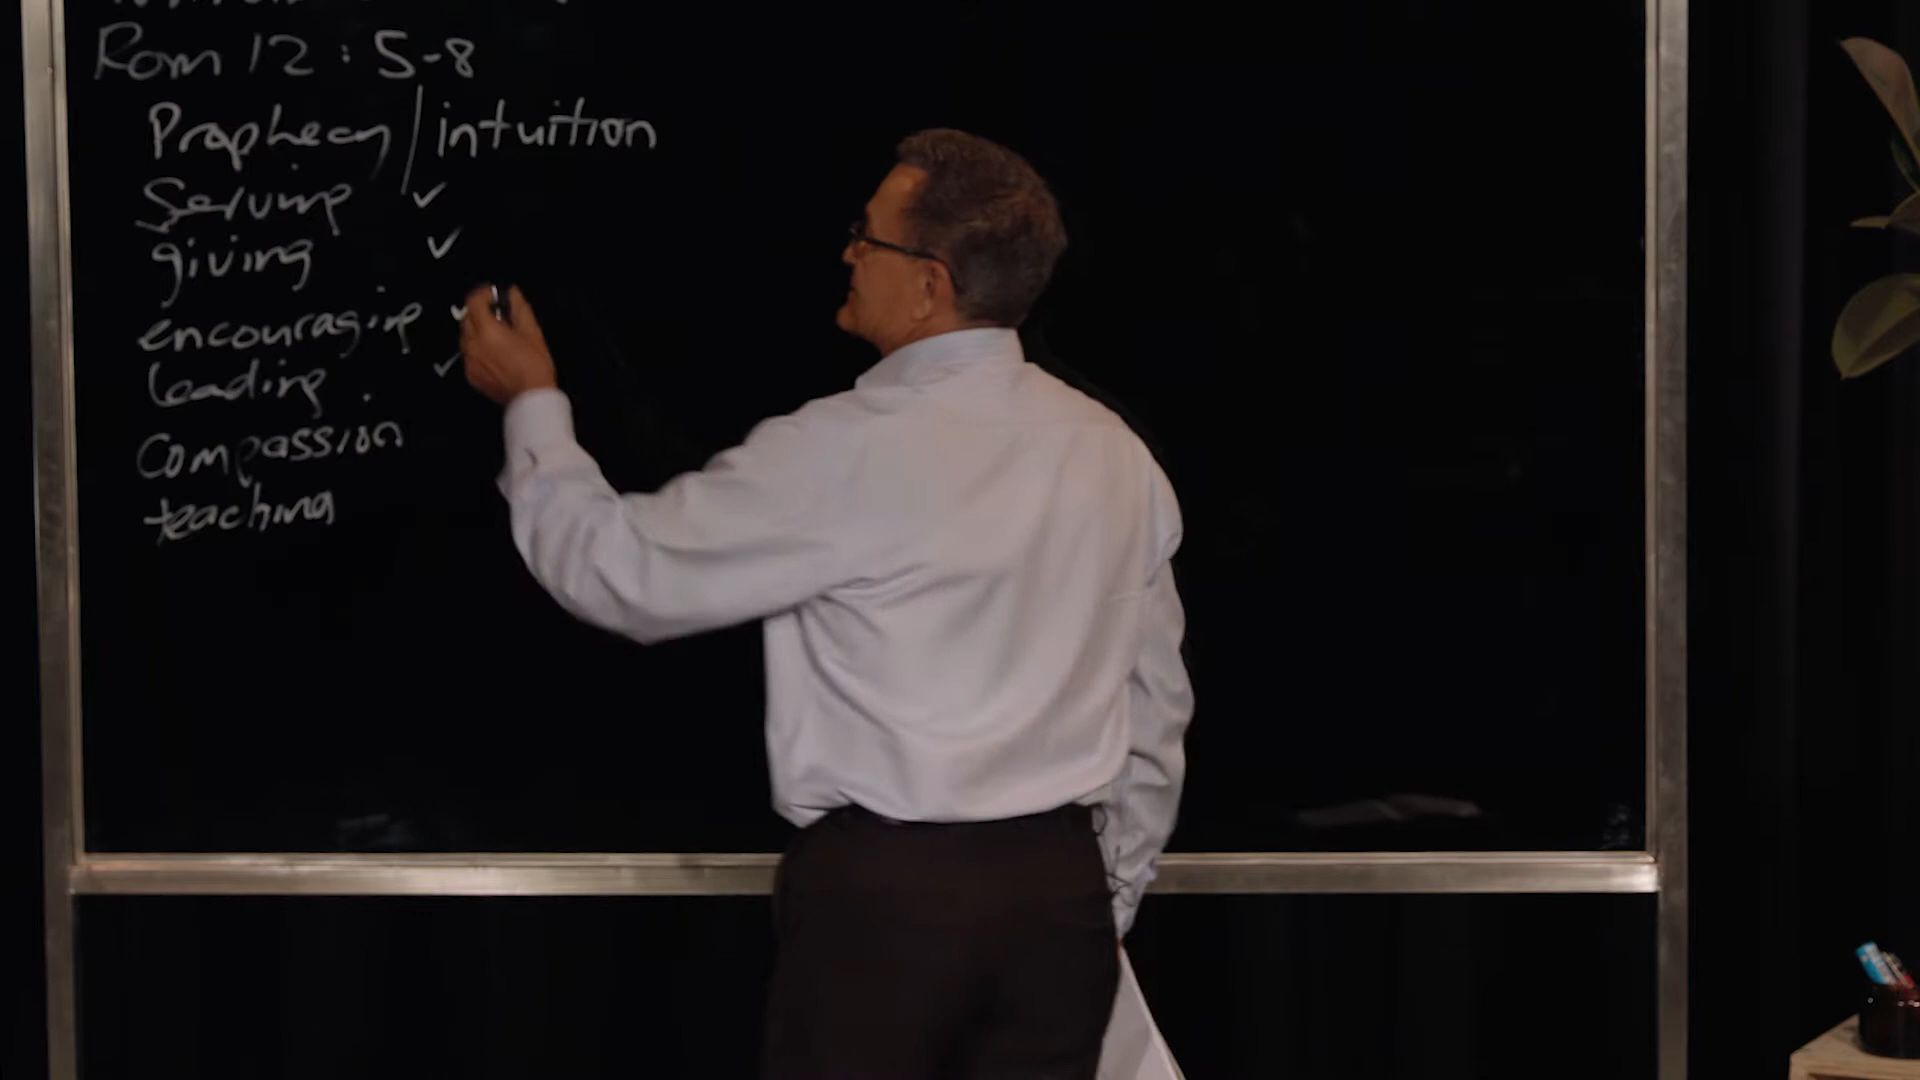 Rom 12 : 5-8
Prophecy / intuition
Serving ✓
giving ✓
encouraging ✓
leading ✓
Compassion
teaching